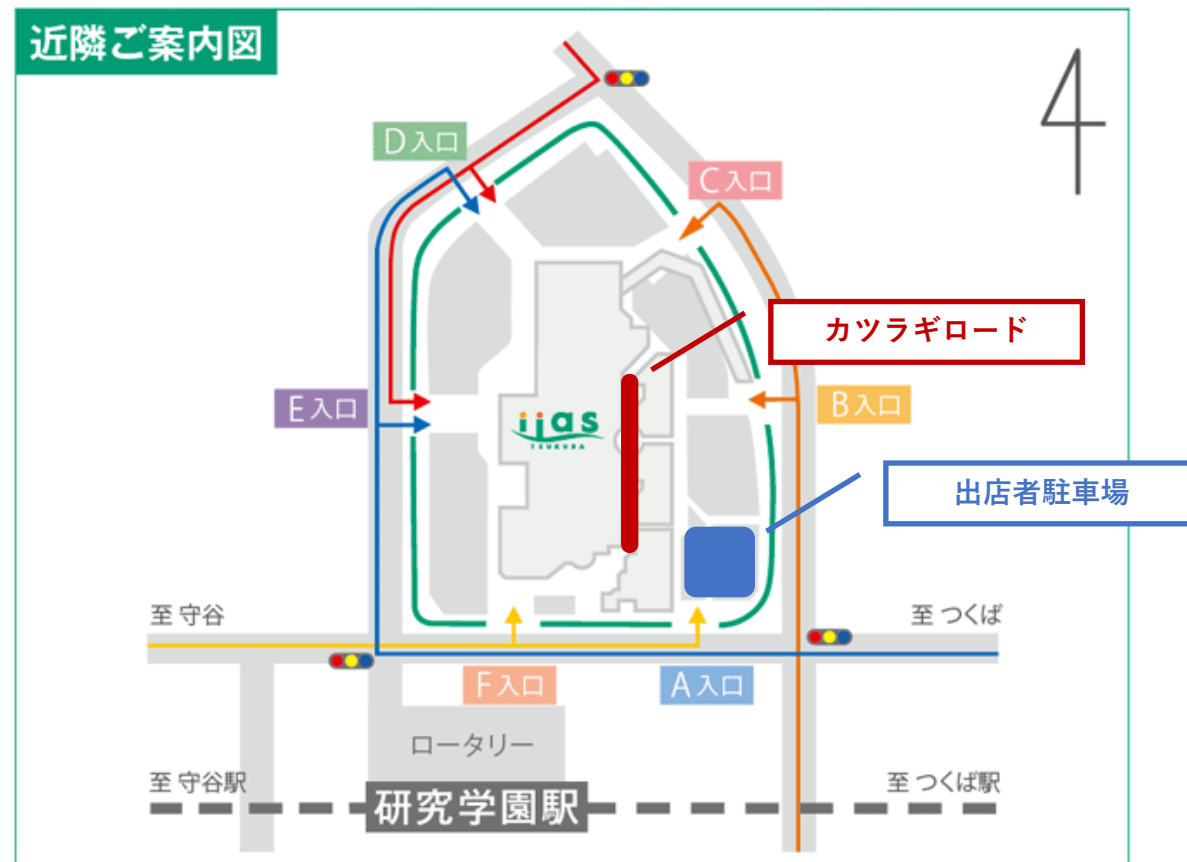 近隣ご案内図
D入口
C入口
カツラギロード
iias
TSUKUBA
E入口
B入口
出店者駐車場
至 守谷
至 つくば
F入口
A入口
ロータリー
至 守谷駅
至 つくば駅
研究学園駅